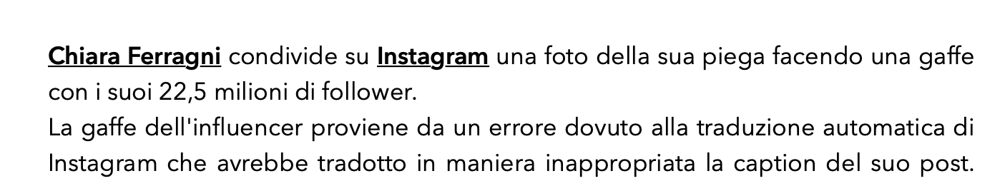 Chiara Ferragni condivide su Instagram una foto della sua piega facendo una gaffe
con i suoi 22,5 milioni di follower.
La gaffe dell'influencer proviene da un errore dovuto alla traduzione automatica di
Instagram che avrebbe tradotto in maniera inappropriata la caption del suo post.